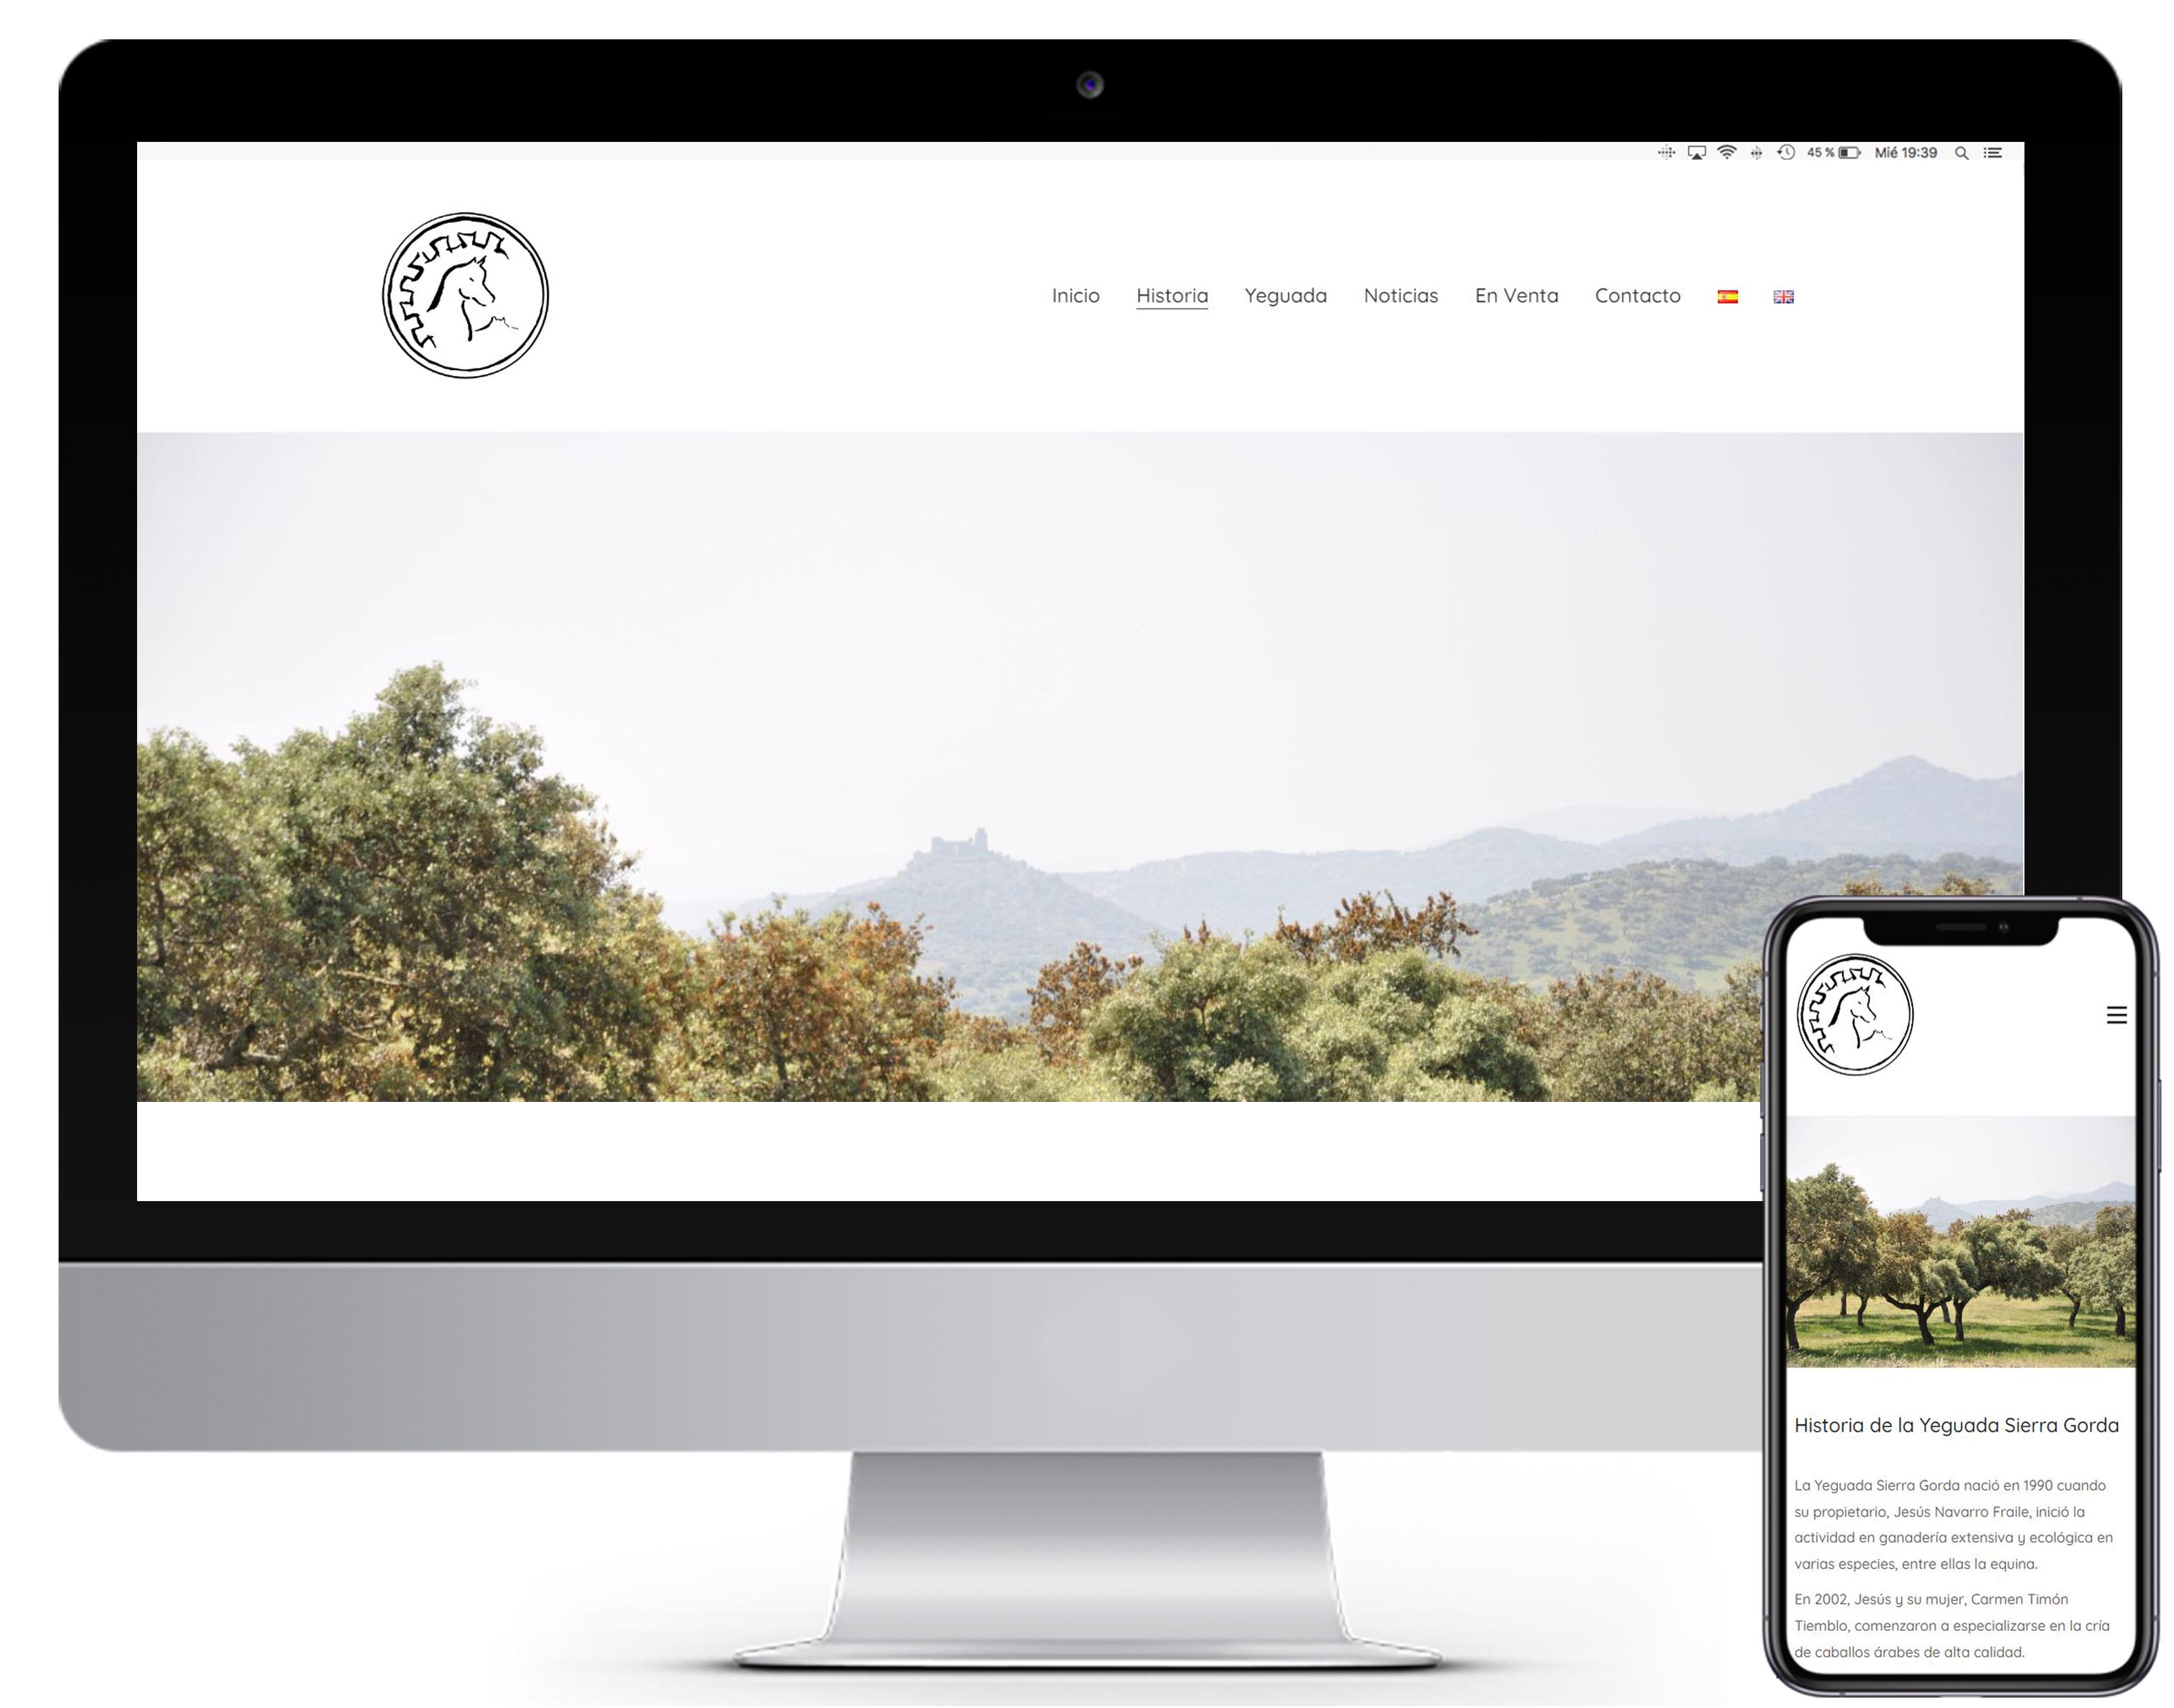 45 % Mié 19:39
Inicio Historia Yeguada Noticias En Venta Contacto
Historia de la Yeguada Sierra Gorda
La Yeguada Sierra Gorda nació en 1990 cuando
su propietario, Jesús Navarro Fraile, inició la
actividad en ganadería extensiva y ecológica en
varias especies, entre ellas la equina.
En 2002, Jesús y su mujer, Carmen Timón
Tiemblo, comenzaron a especializarse en la cría
de caballos árabes de alta calidad.